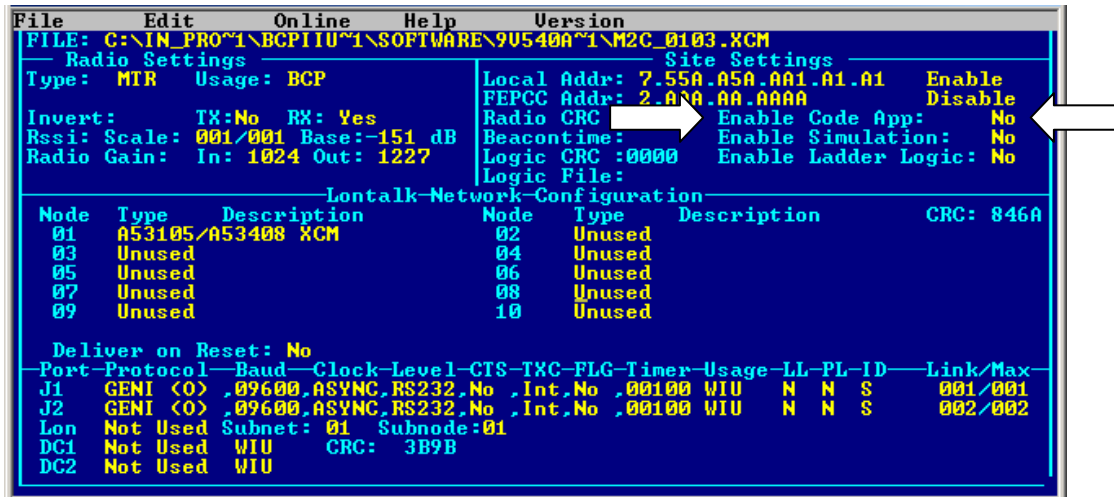 File Edit Online Help Version
FILE: C:\IN_PRO~1\BCPIIU~1\SOFTWARE\9V540A~1\M2C_0103.XCM
Radio Settings Site Settings
Type: MTR Usage: BCP Local Addr: 7.55A.A5A.AA1.A1.A1 Enable
FEPCC Addr: 2.AAA.AA.AAAA Disable
Invert: TX:No RX: Yes Radio CRC Enable Code App: No
Rssi: Scale: 001/001 Base:-151 dB Beacontime: Enable Simulation: No
Radio Gain: In: 1024 Out: 1227 Logic CRC :0000 Enable Ladder Logic: No
Logic File:
Lontalk-Network-Configuration
Node Type Description Node Type Description CRC: 846A
01 A53105/A53408 XCM 02 Unused
03 Unused 04 Unused
05 Unused 06 Unused
07 Unused 08 Unused
09 Unused 10 Unused
Deliver on Reset: No
Port-Protocol-Baud-Clock-Level-CTS-TXC-FLG-Timer-Usage-LL-PL-ID-Link/Max
J1 GENI (O) ,09600,ASYNC,RS232,No ,Int,No ,00100 WIU N N S 001/001
J2 GENI (O) ,09600,ASYNC,RS232,No ,Int,No ,00100 WIU N N S 002/002
Lon Not Used Subnet: 01 Subnode:01
DC1 Not Used WIU CRC: 3B9B
DC2 Not Used WIU